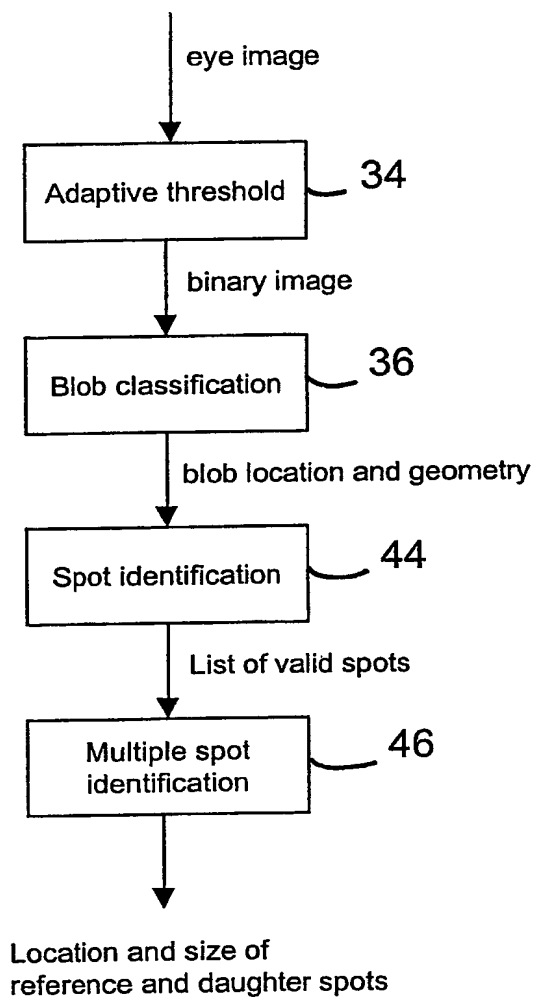 eye image
Adaptive threshold
34
binary image
Blob classification
36
blob location and geometry
Spot identification
44
List of valid spots
Multiple spot
identification
46
Location and size of
reference and daughter spots